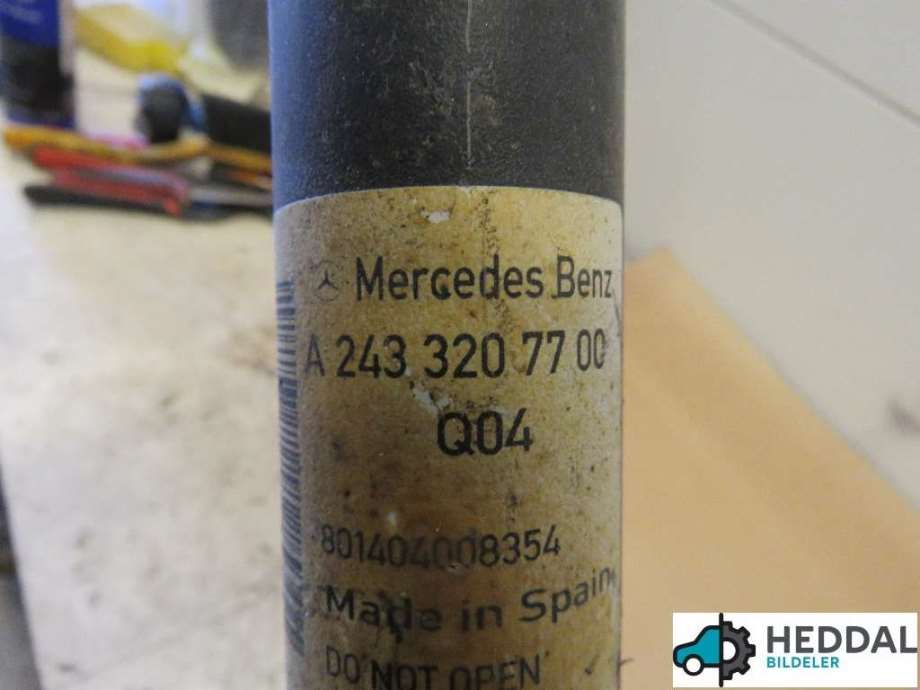 Mercedes Benz
A 243 320 77 00
Q04
801404008354
Made in Spain
DO NOT OPEN
HEDDAL
BILDELER